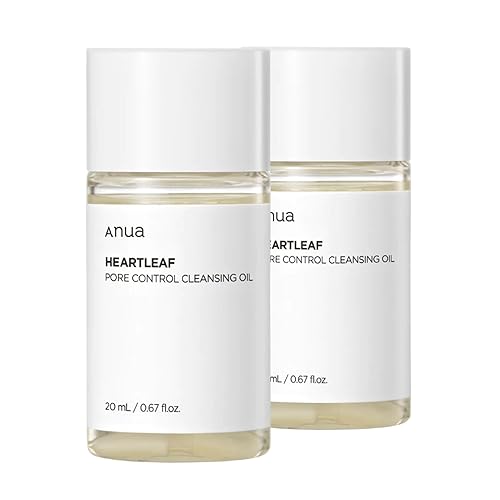 Anua
HEARTLEAF
PORE CONTROL CLEANSING OIL
20 mL / 0.67 fl.oz.
nua
EARTLEAF
RE CONTROL CLEANSING OIL
mL / 0.67 fl.oz.